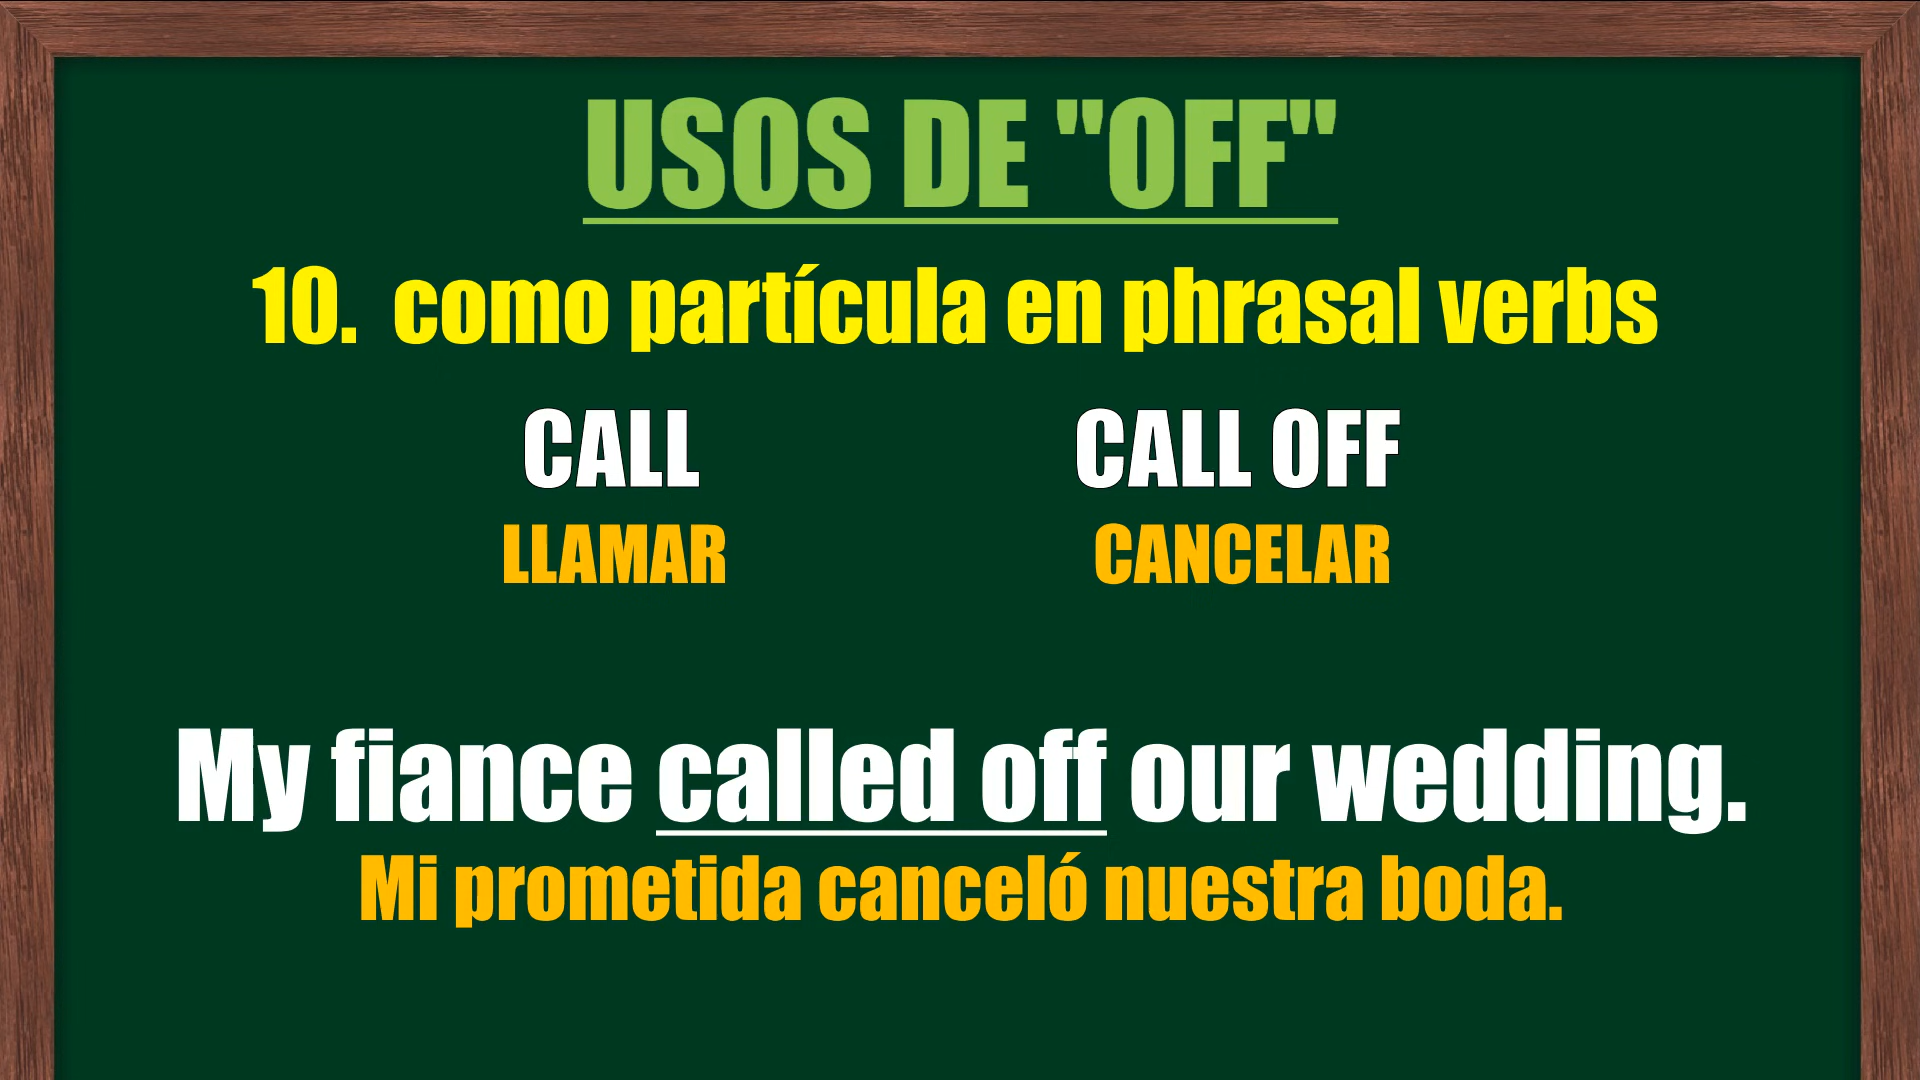 USOS DE "OFF"
10. como partícula en phrasal verbs
CALL CALL OFF
LLAMAR CANCELAR
My fiance called off our wedding.
Mi prometida canceló nuestra boda.